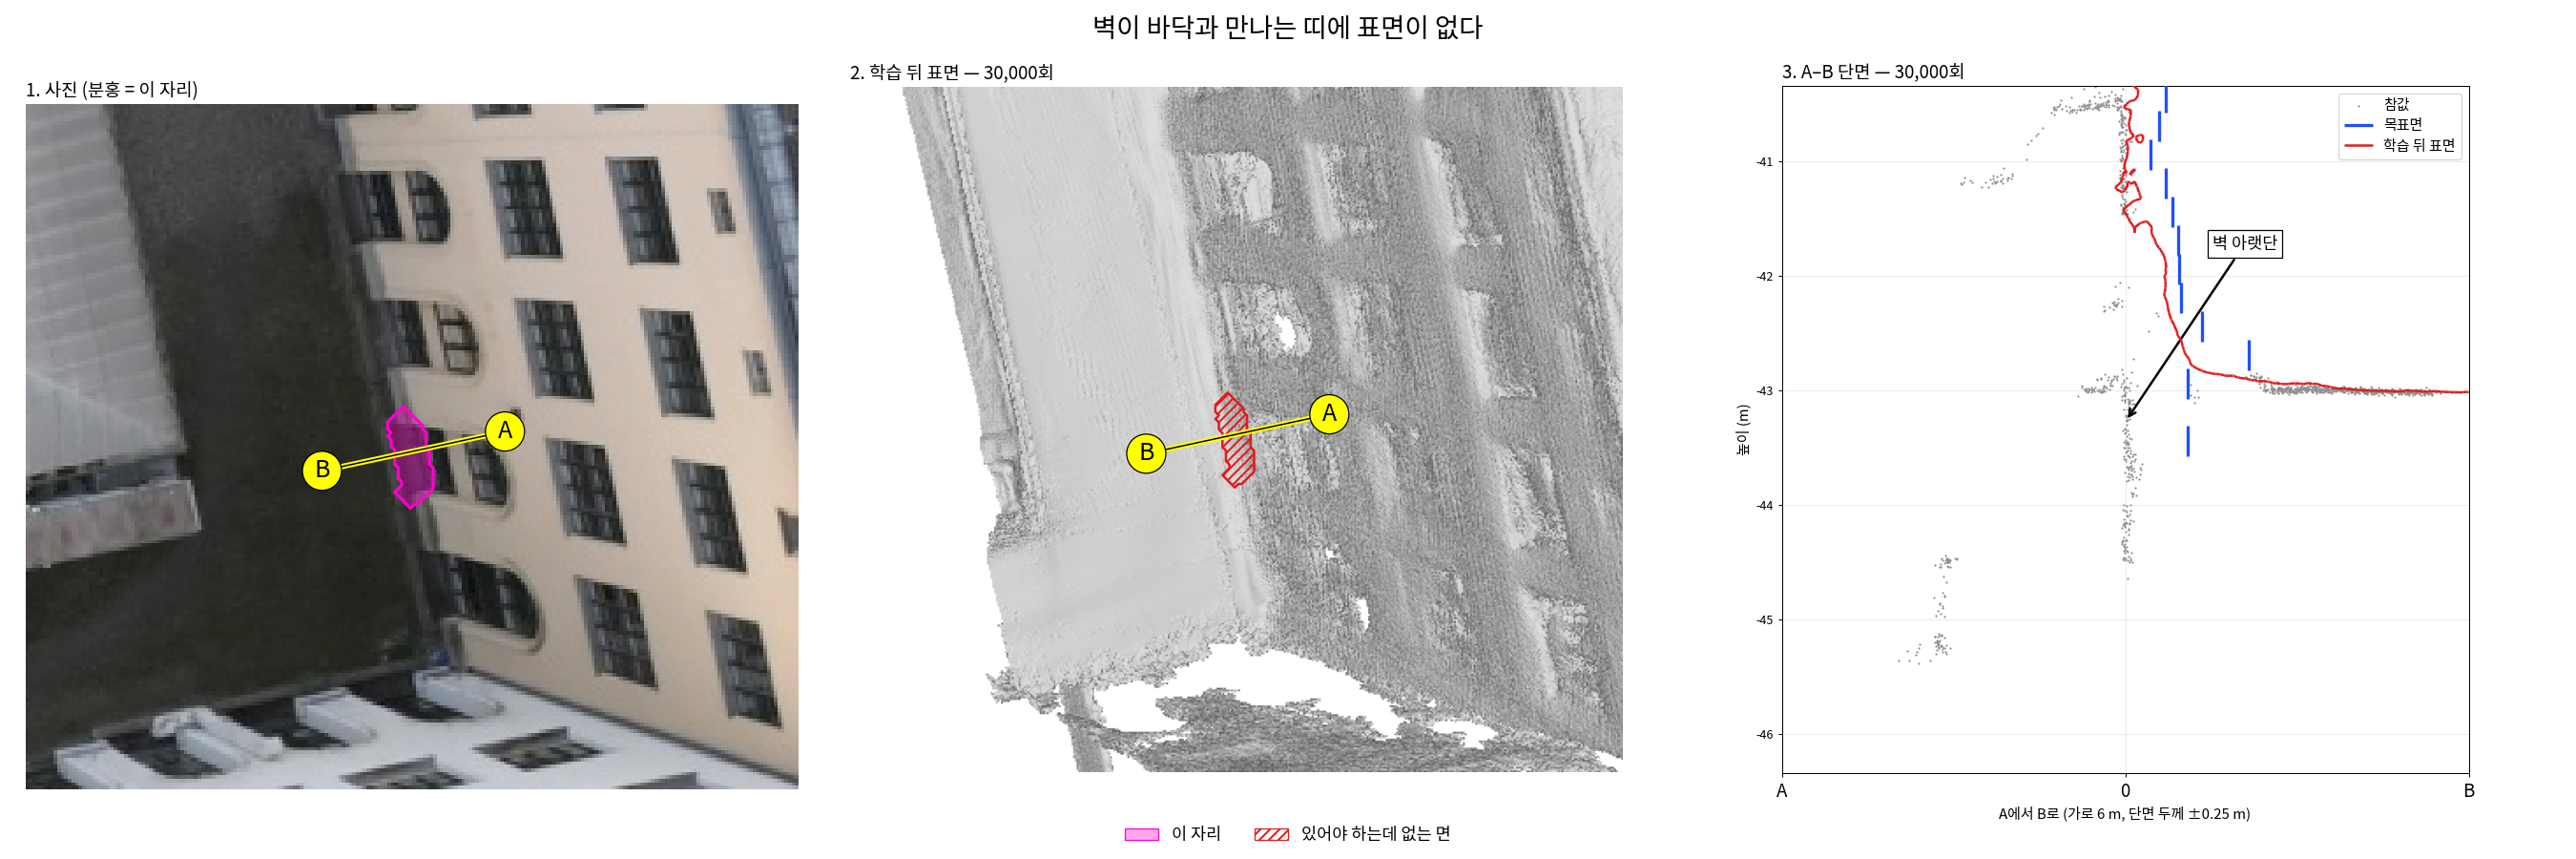 벽이 바닥과 만나는 띠에 표면이 없다
1. 사진 (분홍 = 이 자리)
B
A
2. 학습 뒤 표면 — 30,000회
B
A
이 자리
있어야 하는데 없는 면
3. A–B 단면 — 30,000회
참값
목표면
학습 뒤 표면
벽 아랫단
높이 (m)
-41
-42
-43
-44
-45
-46
A
0
B
A에서 B로 (가로 6 m, 단면 두께 ±0.25 m)